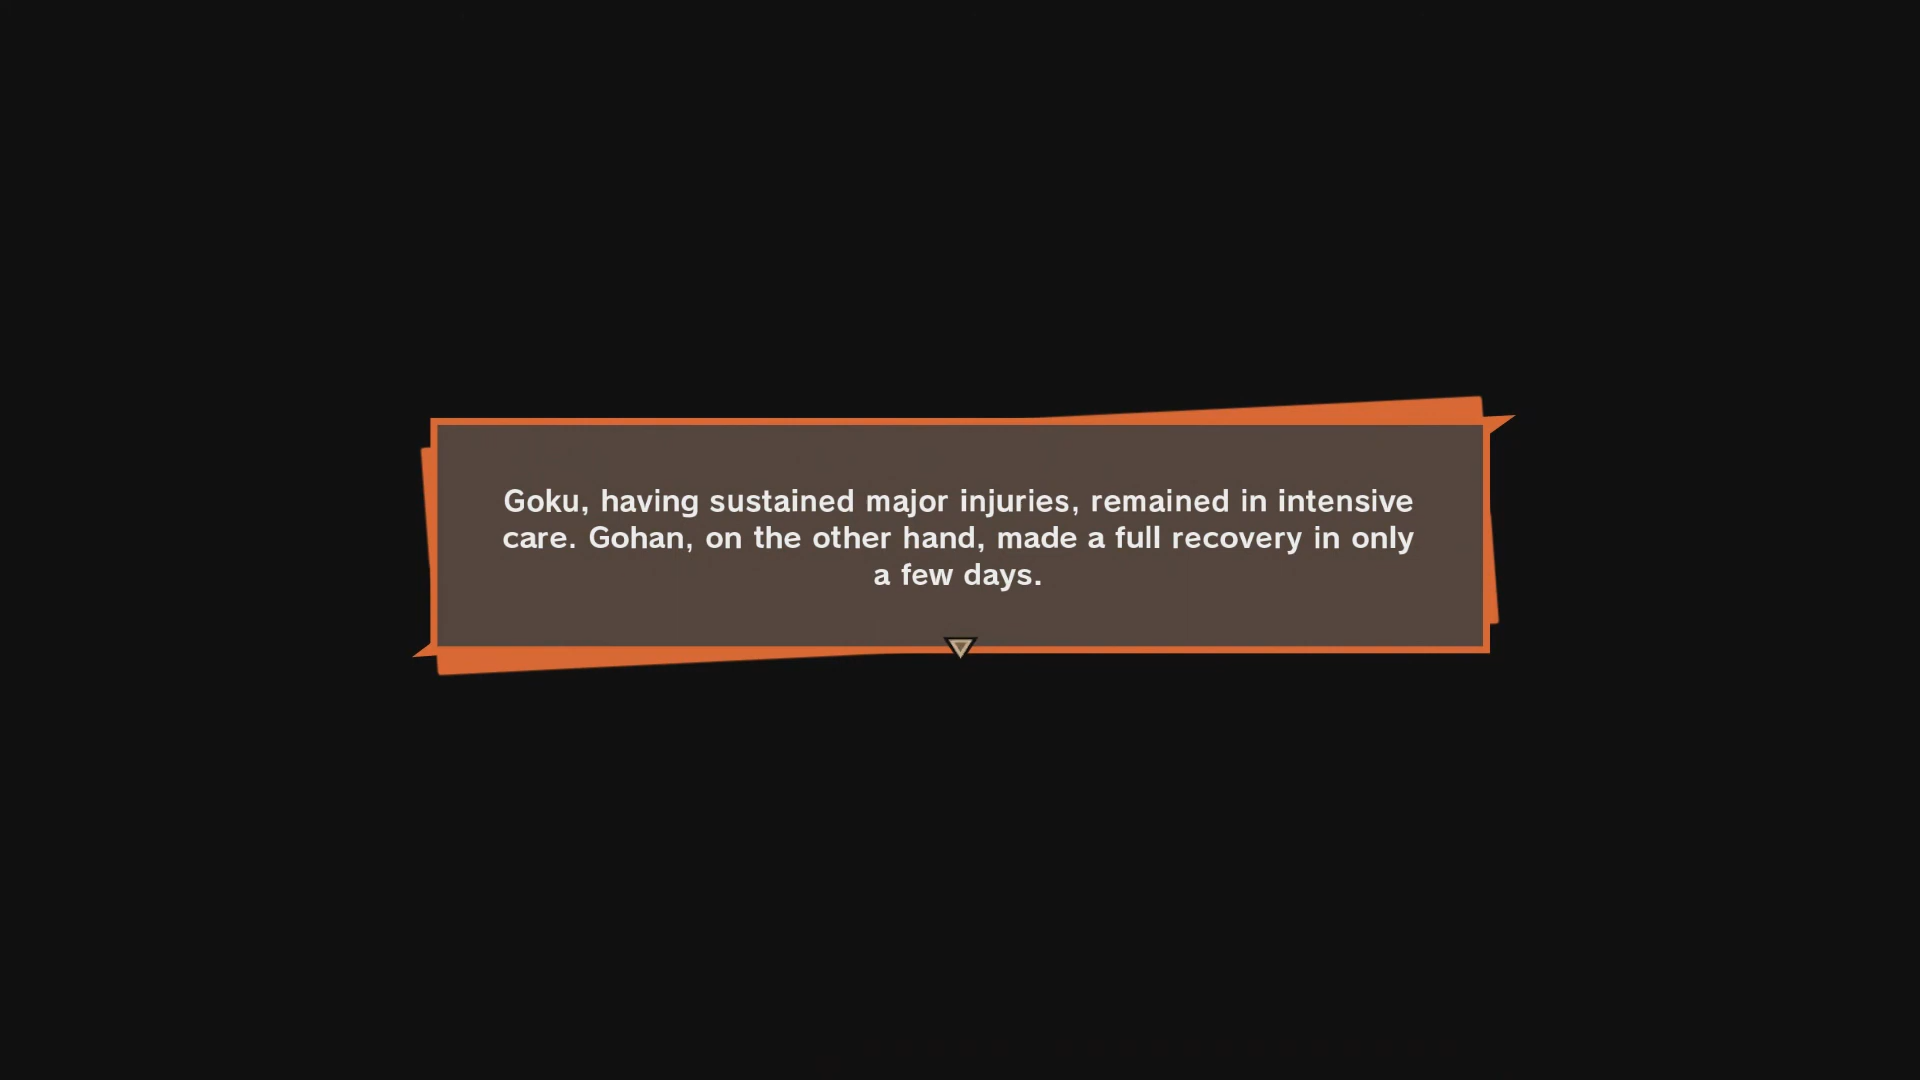 Goku, having sustained major injuries, remained in intensive
care. Gohan, on the other hand, made a full recovery in only
a few days.